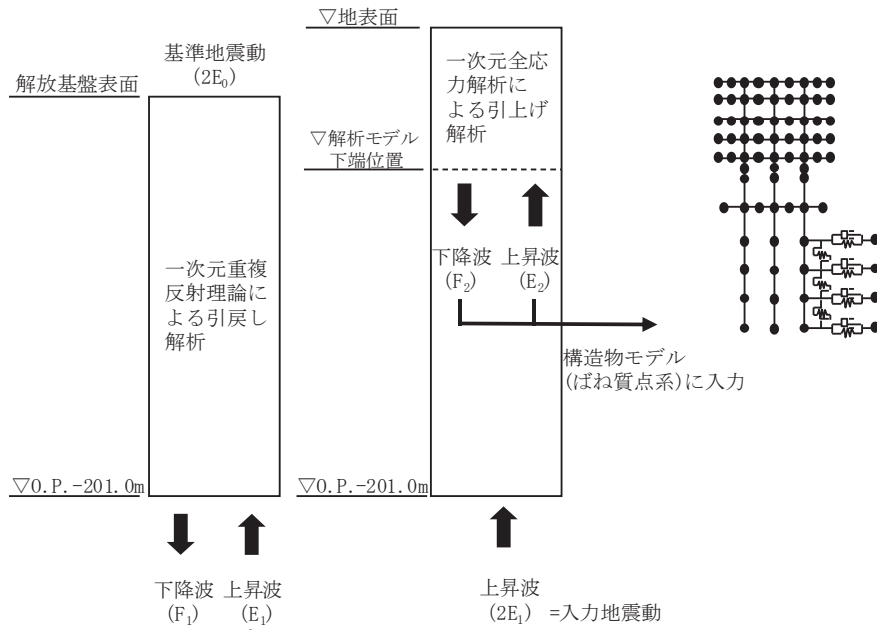 解放基盤表面
基準地震動
(2E₀)
一次元重複
反射理論に
よる引戻し
解析
▽O.P.-201.0m
下降波
(F₁)
上昇波
(E₁)
▽地表面
一次元全応
力解析に
よる引上げ
解析
▽解析モデル
下端位置
下降波
(F₂)
上昇波
(E₂)
構造物モデル
(ばね質点系)に入力
▽O.P.-201.0m
上昇波
(2E₁) =入力地震動